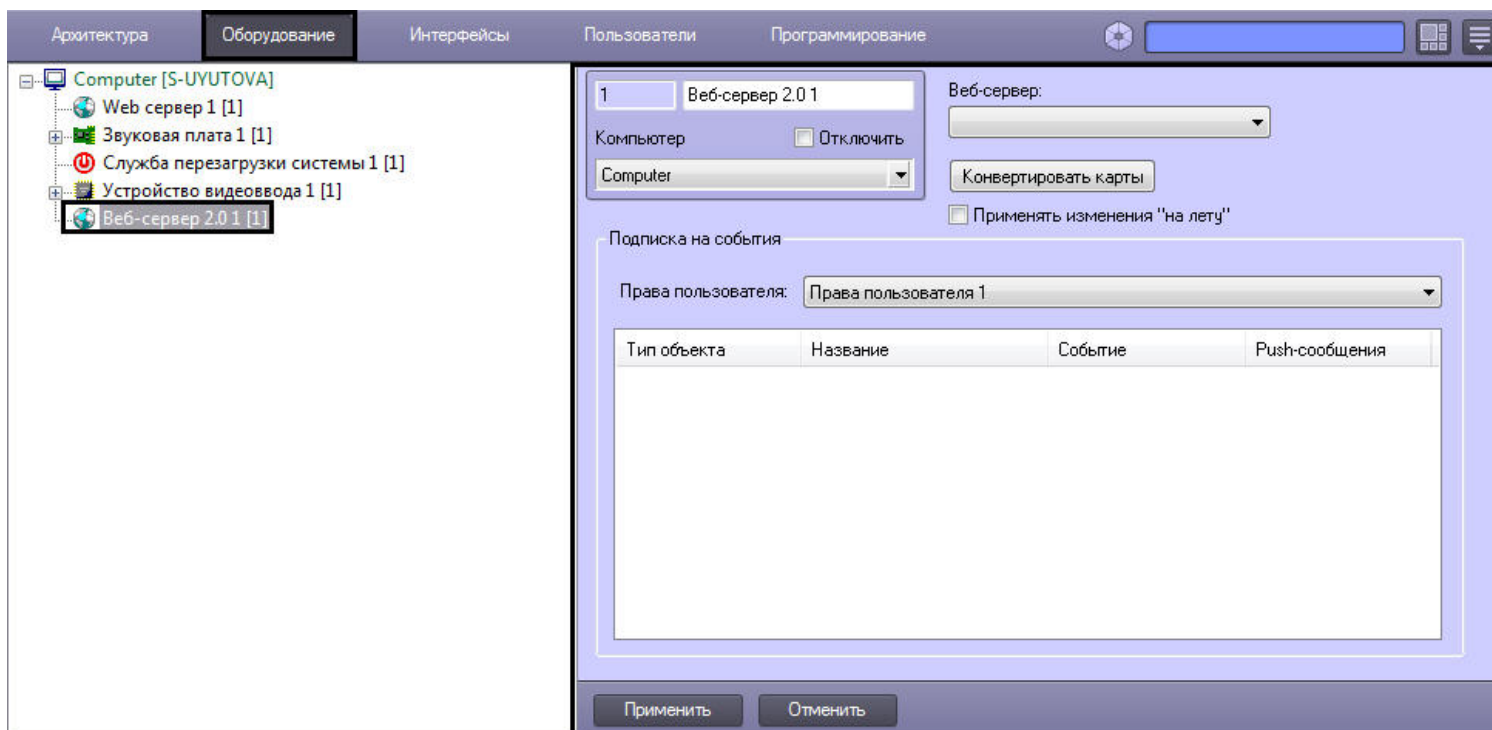 Архитектура Оборудование Интерфейсы Пользователи Программирование
Computer [S-UYUTOVA]
Web сервер 1 [1]
Звуковая плата 1 [1]
Служба перезагрузки системы 1 [1]
Устройство видеоввода 1 [1]
Веб-сервер 2.0 1 [1]
1 Веб-сервер 2.0 1
Компьютер Отключить
Computer
Веб-сервер:
Конвертировать карты
Применять изменения "на лету"
Подписка на события
Права пользователя: Права пользователя 1
Тип объекта Название Событие Push-сообщения
Применить Отменить